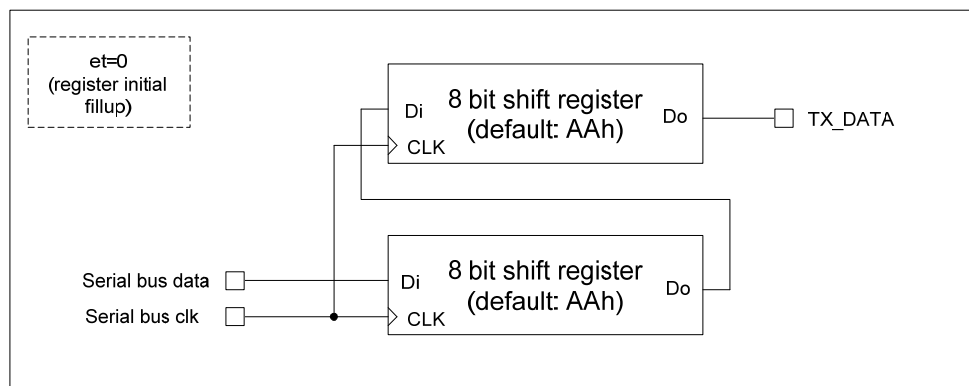 et=0
(register initial
fillup)
8 bit shift register
(default: AAh)
Di
CLK
Do
TX_DATA
8 bit shift register
(default: AAh)
Di
CLK
Do
Serial bus data
Serial bus clk